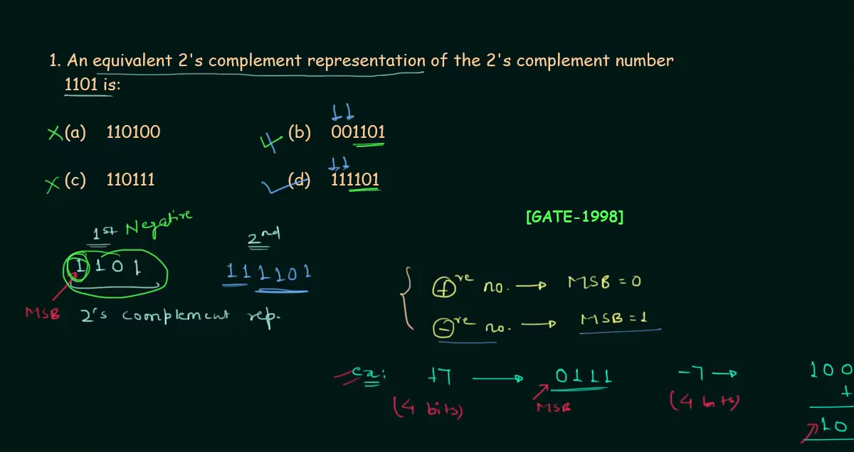 1. An equivalent 2's complement representation of the 2's complement number
1101 is:
(a) 110100
(b) 001101
(c) 110111
(d) 111101
[GATE-1998]
1st Negative
2nd
1101
111101
MSB
2's complement rep.
+ve no. → MSB = 0
-ve no. → MSB = 1
ex: +7 → 0111
-7 →
100
+
10
(4 bits)
MSB
(4 bits)